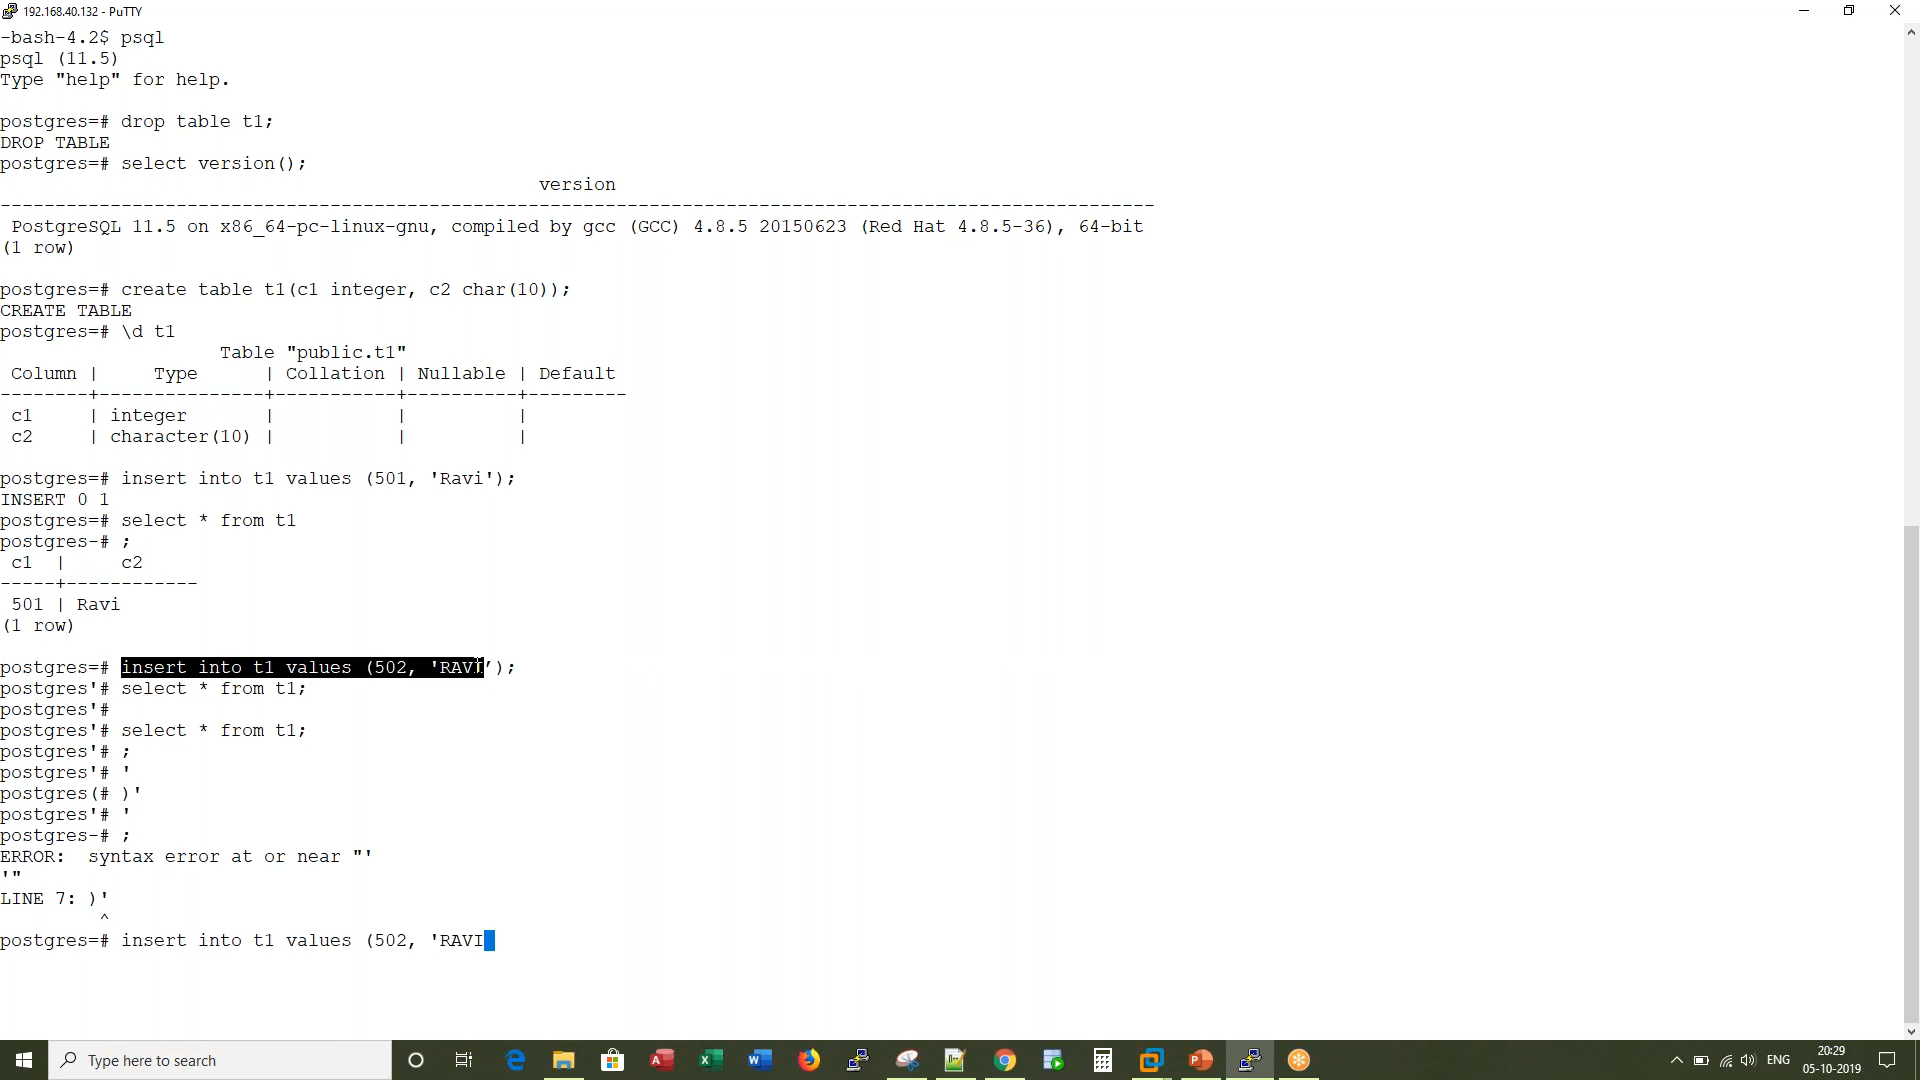 192.168.40.132 - PuTTY
-bash-4.2$ psql
psql (11.5)
Type "help" for help.
postgres=# drop table t1;
DROP TABLE
postgres=# select version();
version
---------------------------------------------------------------------------------------------------------
PostgreSQL 11.5 on x86_64-pc-linux-gnu, compiled by gcc (GCC) 4.8.5 20150623 (Red Hat 4.8.5-36), 64-bit
(1 row)
postgres=# create table t1(c1 integer, c2 char(10));
CREATE TABLE
postgres=# \d t1
Table "public.t1"
Column |     Type      | Collation | Nullable | Default
--------+---------------+-----------+----------+---------
c1     | integer       |           |          |
c2     | character(10) |           |          |
postgres=# insert into t1 values (501, 'Ravi');
INSERT 0 1
postgres=# select * from t1
postgres-# ;
c1  |     c2
-----+------------
501 | Ravi
(1 row)
postgres=# insert into t1 values (502, 'RAVI’);
postgres'# select * from t1;
postgres'#
postgres'# select * from t1;
postgres'# ;
postgres'# '
postgres(# )'
postgres'# '
postgres-# ;
ERROR:  syntax error at or near "'
'"
LINE 7: )'
^
postgres=# insert into t1 values (502, 'RAVI
Type here to search
ENG
20:29
05-10-2019